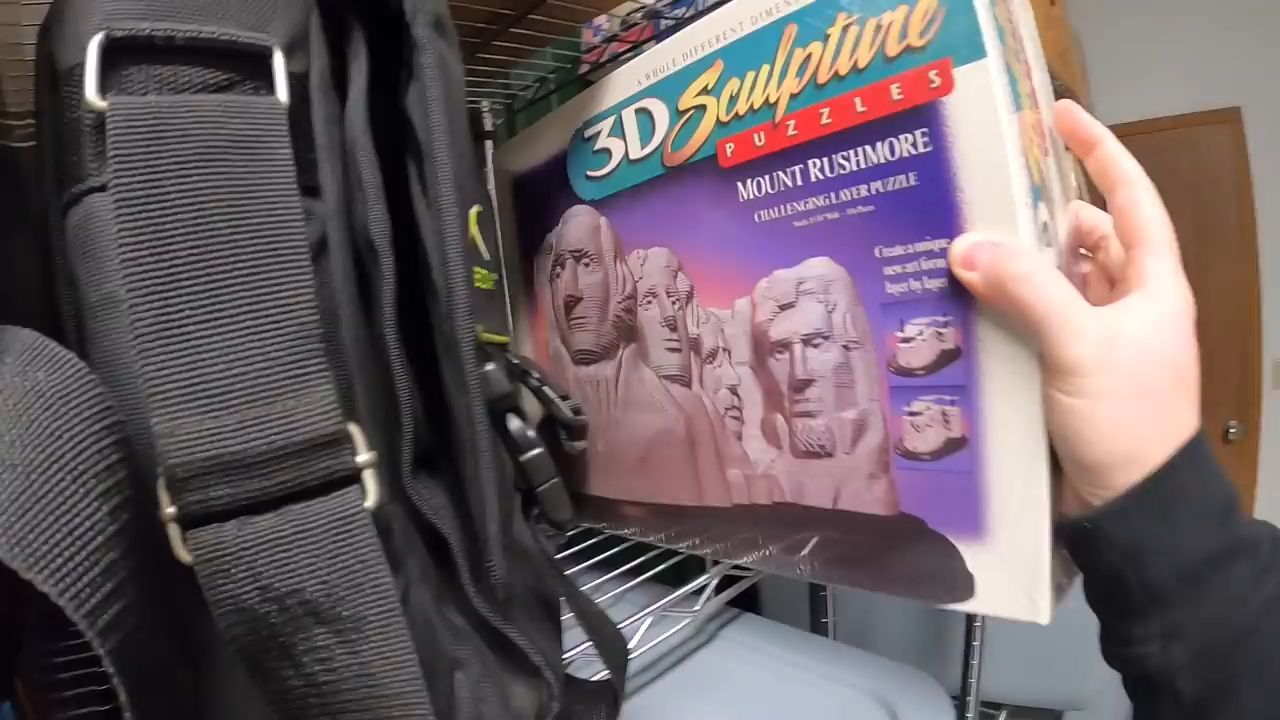 A WHOLE DIFFERENT DIMEN
3D Sculpture
PUZZLES
MOUNT RUSHMORE
CHALLENGING LAYER PUZZLE
Create a unique
new art form
layer by layer